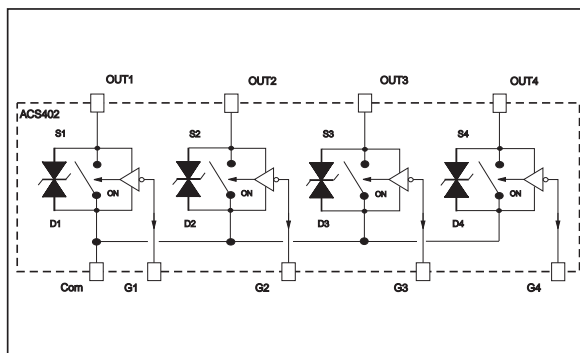 OUT1 OUT2 OUT3 OUT4
ACS402
S1 S2 S3 S4
ON ON ON ON
D1 D2 D3 D4
Com G1 G2 G3 G4